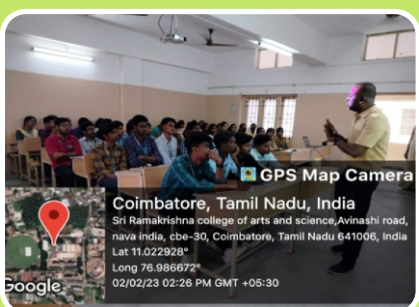 GPS Map Camera
Coimbatore, Tamil Nadu, India
Sri Ramakrishna college of arts and science,Avinashi road,
nava india, cbe-30, Coimbatore, Tamil Nadu 641006, India
Lat 11.022928°
Long 76.986672°
02/02/23 02:26 PM GMT +05:30
Google